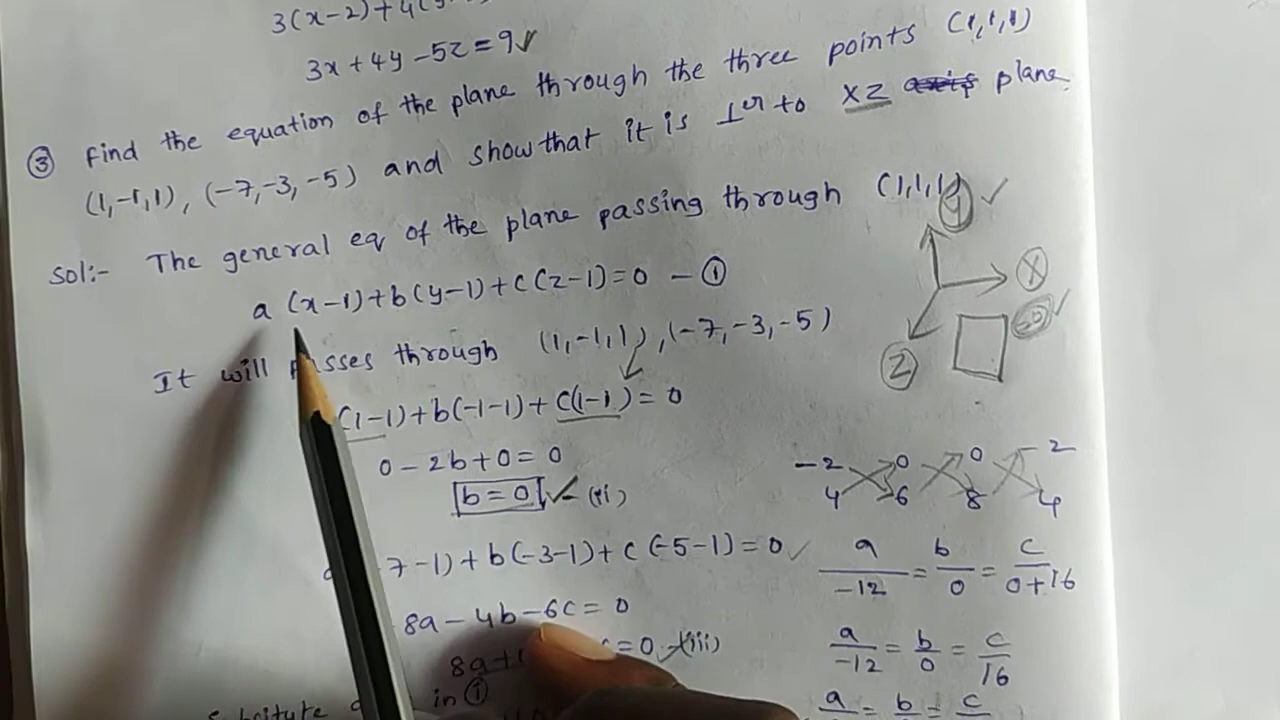 3(x-2)+4(y
3x+4y-5z=9✓
③ Find the equation of the plane through the three points (1,1,1)
(1,-1,1), (-7,-3,-5) and show that it is ⊥er to XZ plane.
Sol:- The general eq of the plane passing through (1,1,1)
a (x-1)+b(y-1)+c(z-1)=0 - ①
It will passes through (1,-1,1), (-7,-3,-5)
(1-1)+b(-1-1)+c(1-1)=0
0-2b+0=0
b=0 ✓ - (ii)
7-1)+b(-3-1)+c(-5-1)=0 ✓
8a-4b-6c=0
8a+
c=0 -(iii)
in ①
y ✓
X
Z
-2 0 0 -2
4 6 8 4
a/-12 = b/0 = c/0+16
a/-12 = b/0 = c/16
a = b = c